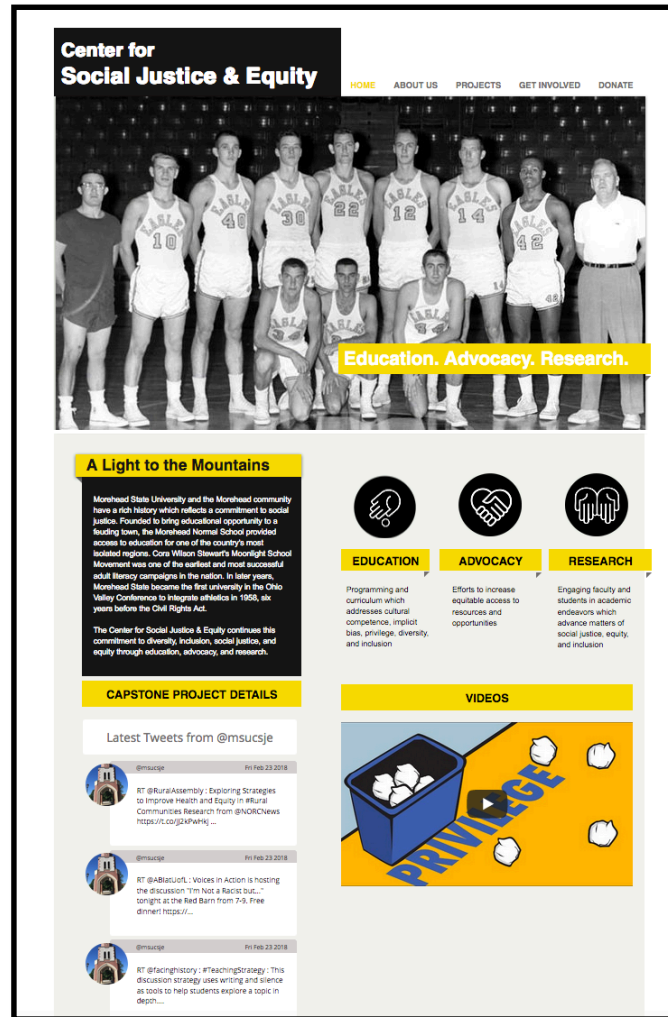 Center for
Social Justice & Equity
HOME ABOUT US PROJECTS GET INVOLVED DONATE
EAGLES EAGLES EAGLES EAGLES EAGLES EAGLES EAGLES
10 40 30 22 12 14 42
42
14
34 44
Education. Advocacy. Research.
A Light to the Mountains
Morehead State University and the Morehead community
have a rich history which reflects a commitment to social
justice. Founded to bring educational opportunity to a
feuding town, the Morehead Normal School provided
access to education for one of the country's most
isolated regions. Cora Wilson Stewart's Moonlight School
Movement was one of the earliest and most successful
adult literacy campaigns in the nation. In later years,
Morehead State became the first university in the Ohio
Valley Conference to integrate athletics in 1958, six
years before the Civil Rights Act.
The Center for Social Justice & Equity continues this
commitment to diversity, inclusion, social justice, and
equity through education, advocacy, and research.
EDUCATION
Programming and
curriculum which
addresses cultural
competence, implicit
bias, privilege, diversity,
and inclusion
ADVOCACY
Efforts to increase
equitable access to
resources and
opportunities
RESEARCH
Engaging faculty and
students in academic
endeavors which
advance matters of
social justice, equity,
and inclusion
CAPSTONE PROJECT DETAILS
Latest Tweets from @msucsje
@msucsje Fri Feb 23 2018
RT @RuralAssembly : Exploring Strategies
to Improve Health and Equity in #Rural
Communities Research from @NORCNews
@msucsje Fri Feb 23 2018
RT @ABIatUofL : Voices in Action is hosting
the discussion "I'm Not a Racist but..."
tonight at the Red Barn from 7-9. Free
dinner! https://...
@msucsje Fri Feb 23 2018
RT @facinghistory : #TeachingStrategy : This
discussion strategy uses writing and silence
as tools to help students explore a topic in
depth....
VIDEOS
PRIVILEGE